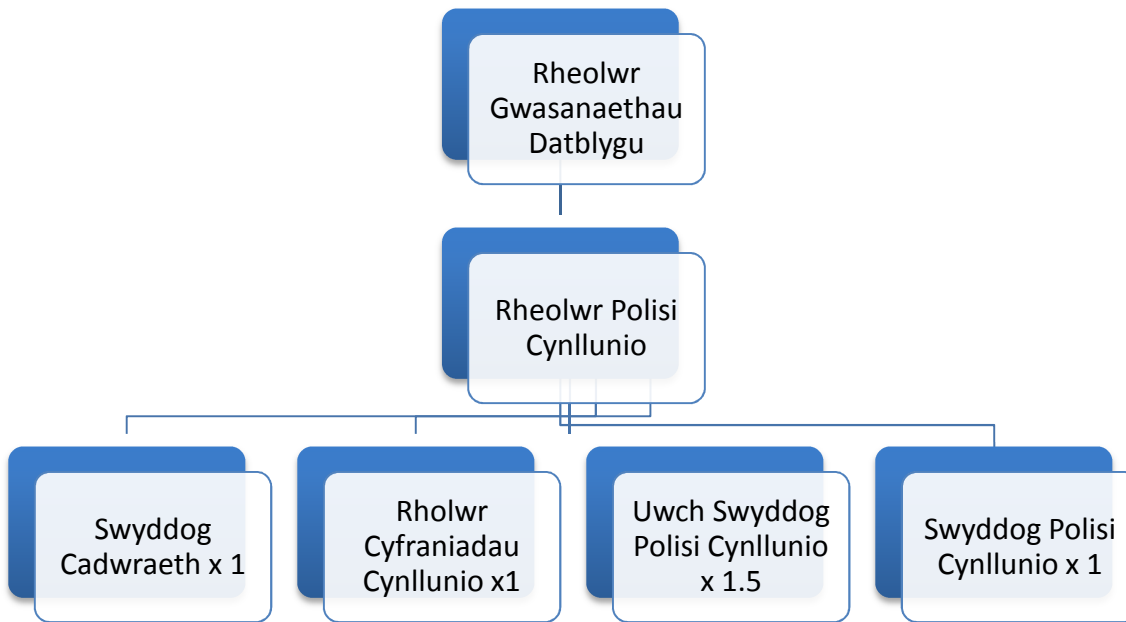 Rheolwr
Gwasanaethau
Datblygu
Rheolwr Polisi
Cynllunio
Swyddog
Cadwraeth x 1
Rholwr
Cyfraniadau
Cynllunio x1
Uwch Swyddog
Polisi Cynllunio
x 1.5
Swyddog Polisi
Cynllunio x 1